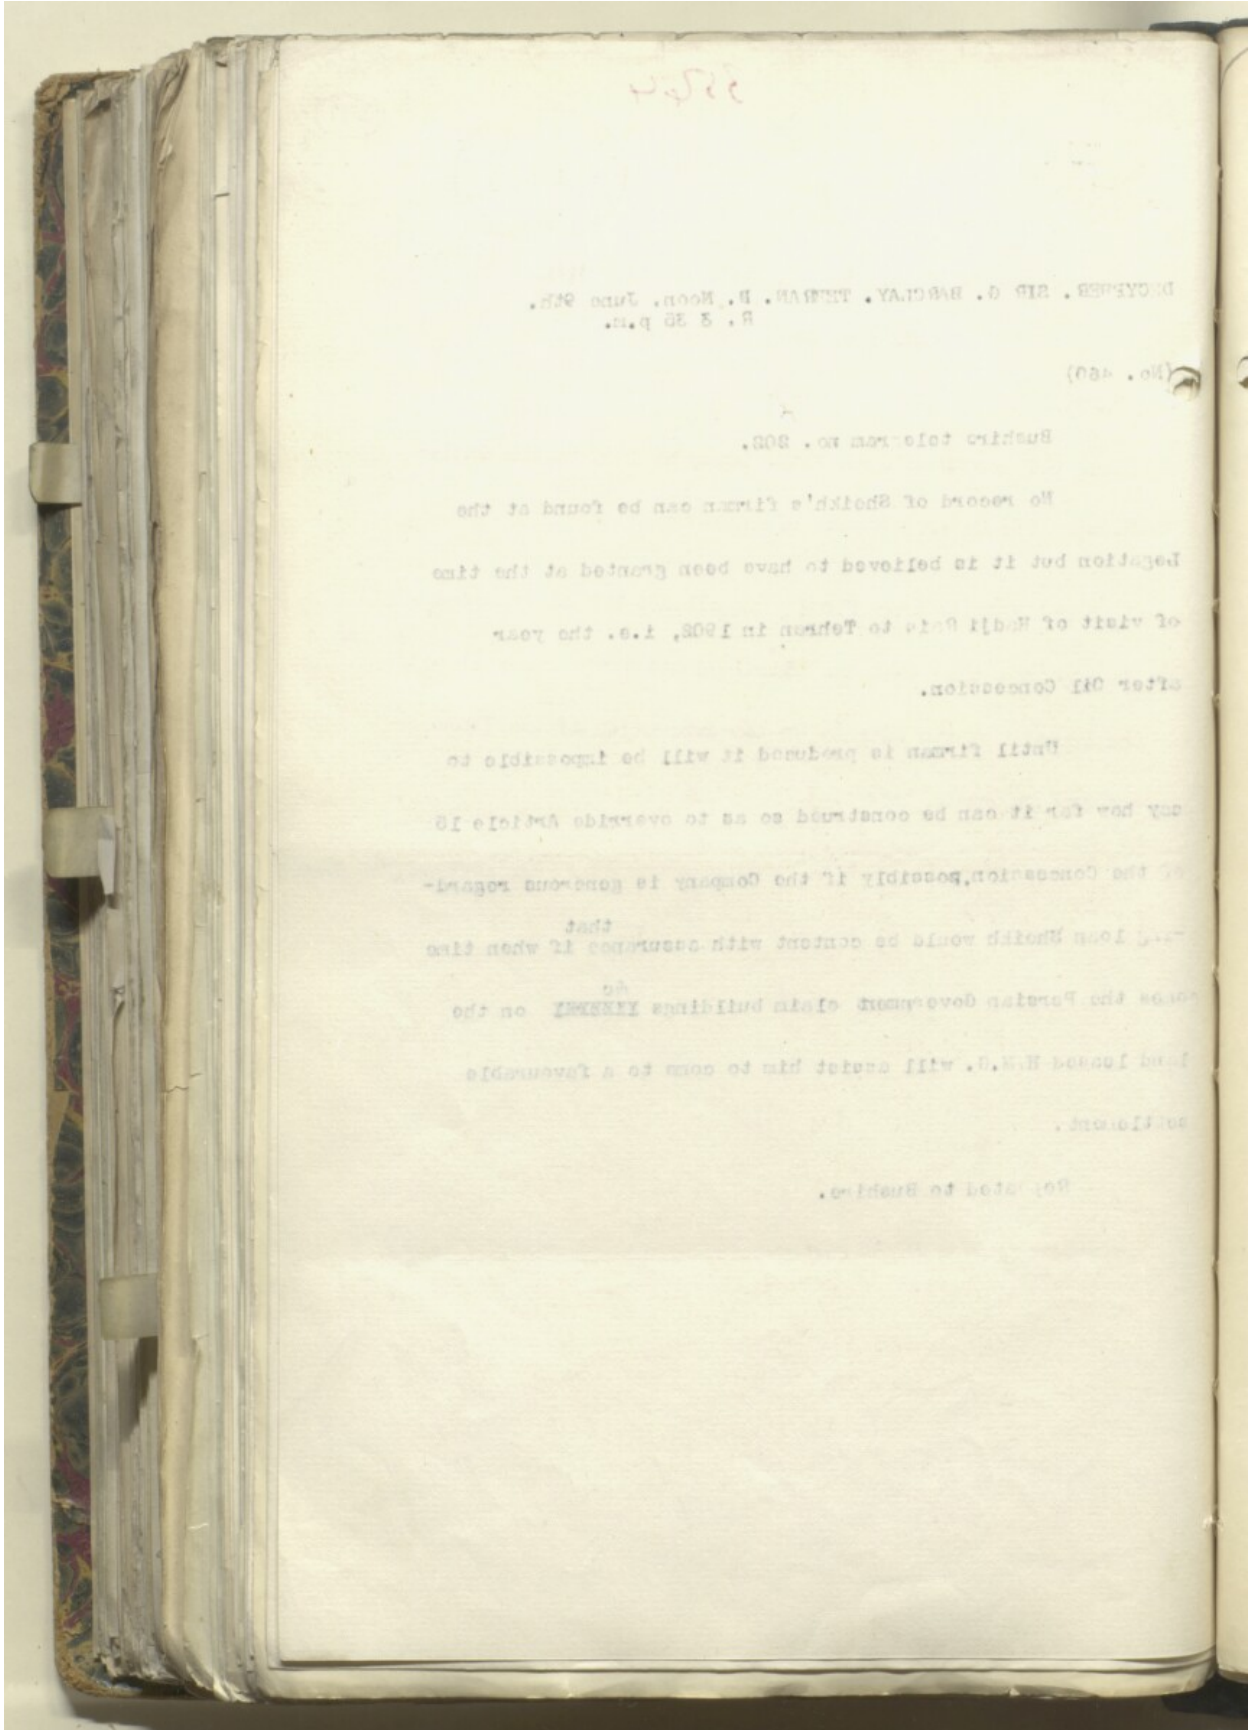 DECYPHER. SIR G. BARCLAY. TEHRAN. D. Noon. June 9th.
R. 3 35 p.m.
(No. 460)
Bushire telegram no. 202.
No record of Sheikh's firman can be found at the
Legation but it is believed to have been granted at the time
of visit of Hadji Rais to Tehran in 1902, i.e. the year
after Oil Concession.
Until firman is produced it will be impossible to
say how far it can be construed so as to override Article 15
of the Concession, possibly if the Company is generous regard-
ing loan Sheikh would be content with assurance that if when time
comes the Persian Government claim buildings &c on the
land leased H.M.G. will assist him to come to a favourable
settlement.
Repeated to Bushire.